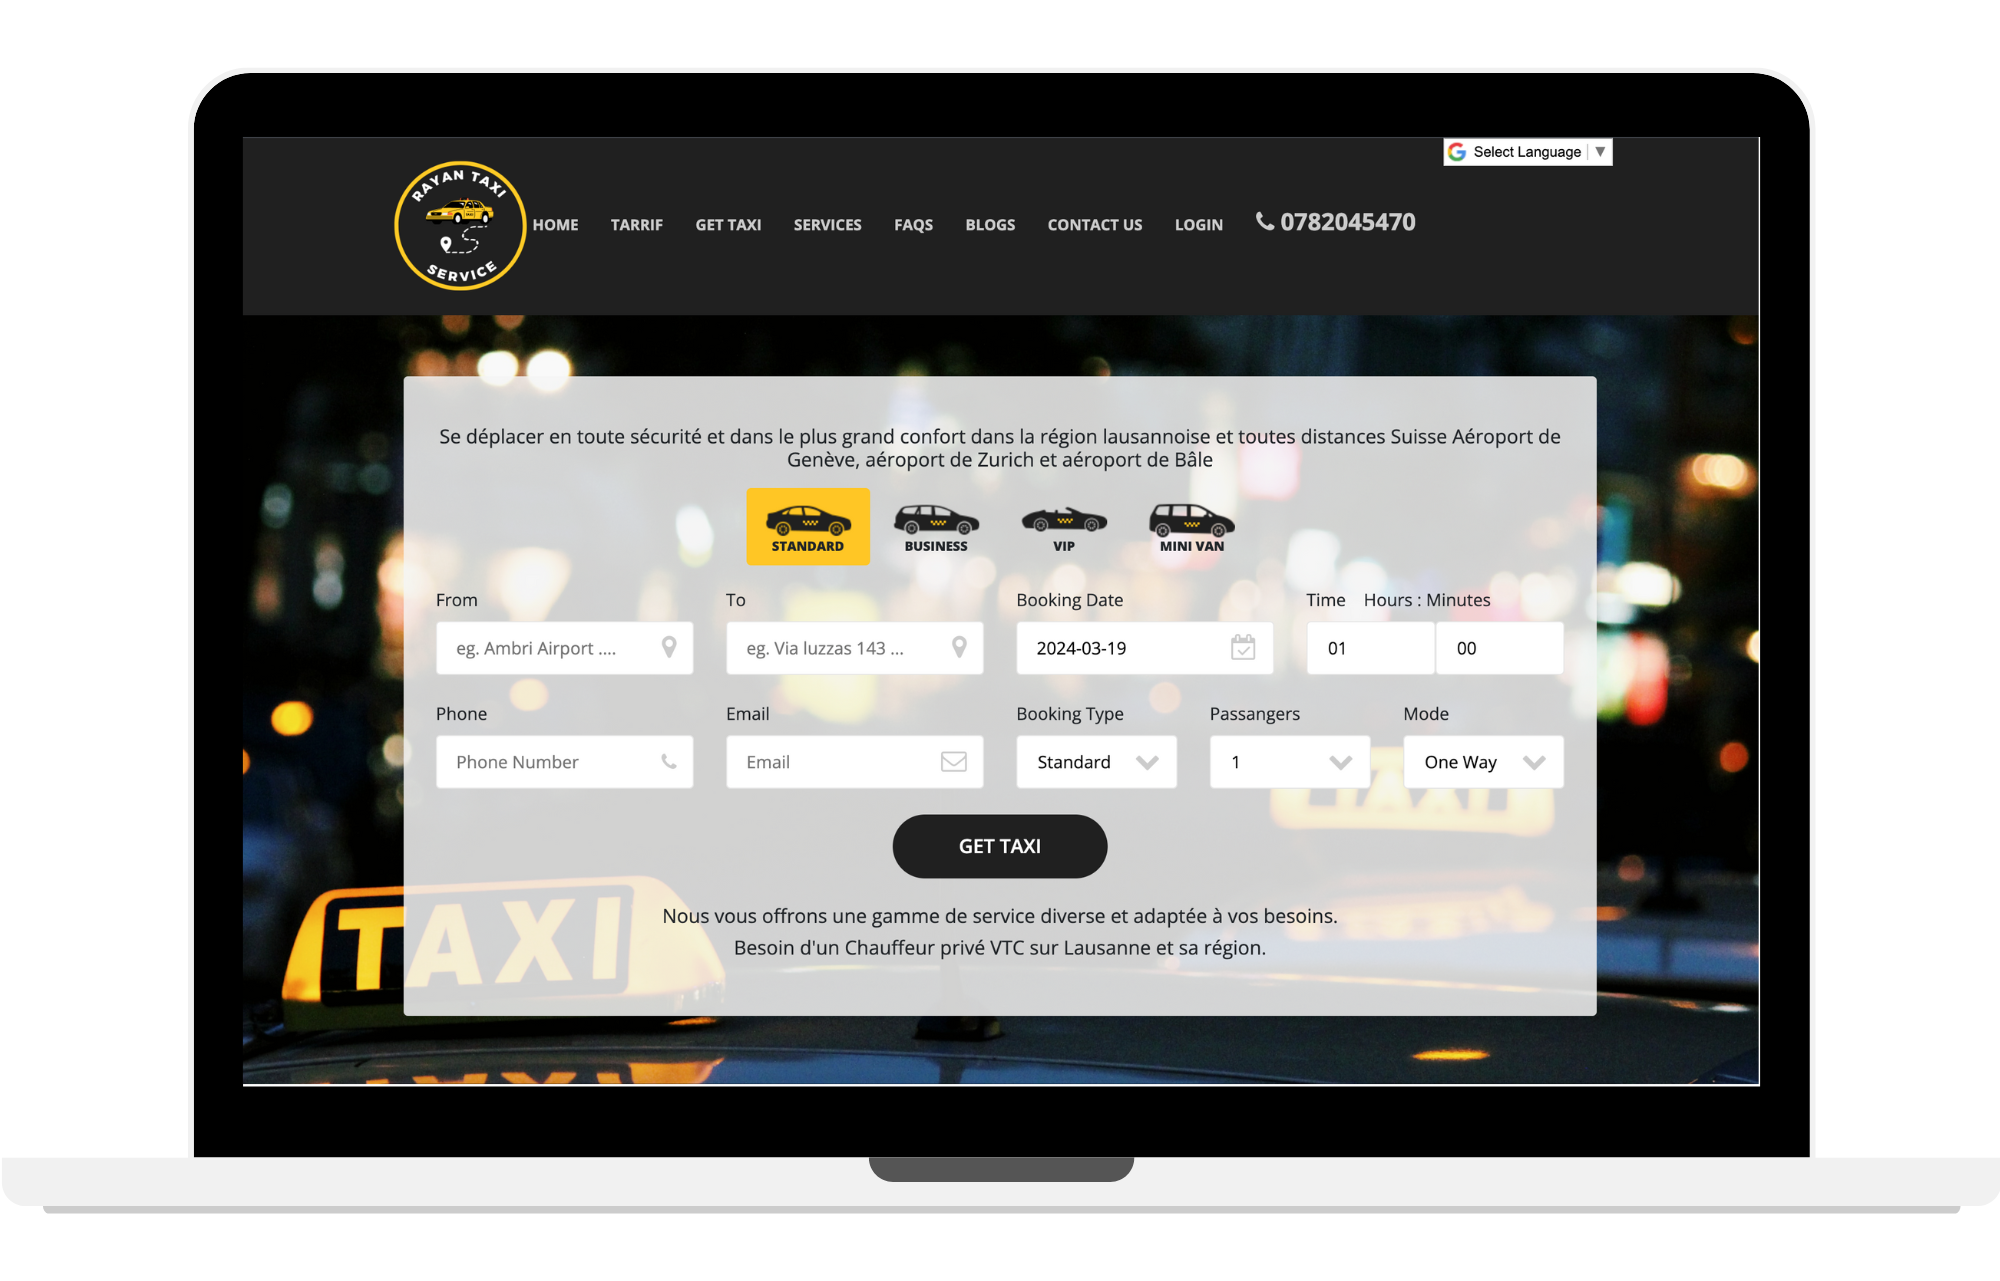 Select Language
RAYAN TAXI
SERVICE
HOME TARRIF GET TAXI SERVICES FAQS BLOGS CONTACT US LOGIN 0782045470
Se déplacer en toute sécurité et dans le plus grand confort dans la région lausannoise et toutes distances Suisse Aéroport de
Genève, aéroport de Zurich et aéroport de Bâle
STANDARD BUSINESS VIP MINI VAN
From To Booking Date Time Hours : Minutes
eg. Ambri Airport .... eg. Via luzzas 143 ... 2024-03-19 01 00
Phone Email Booking Type Passangers Mode
Phone Number Email Standard 1 One Way
TAXI
GET TAXI
TAXI
Nous vous offrons une gamme de service diverse et adaptée à vos besoins.
Besoin d'un Chauffeur privé VTC sur Lausanne et sa région.